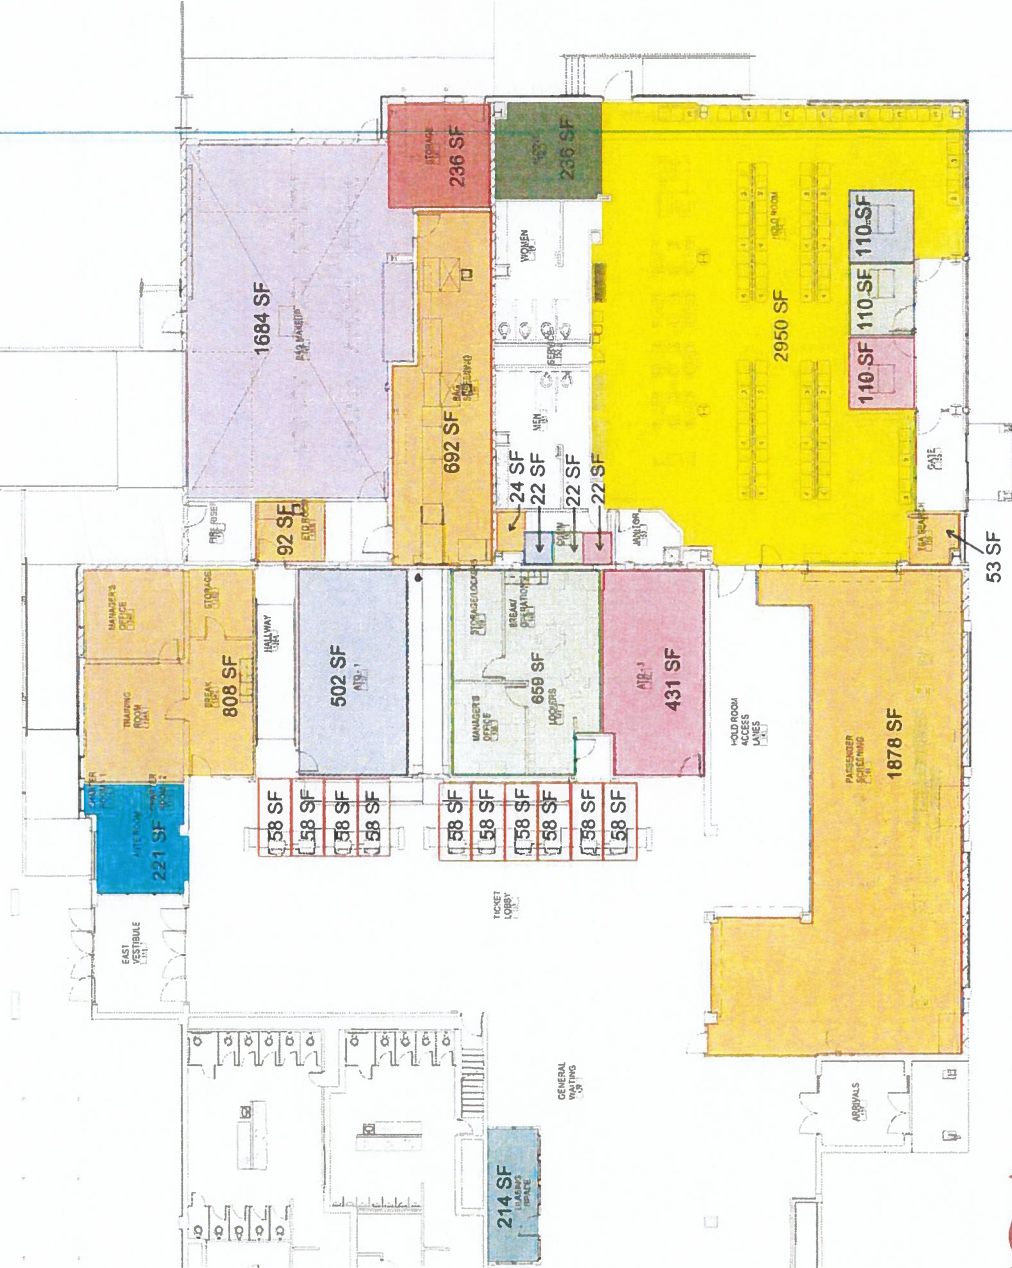 STORAGE
236 SF
236 SF
WOMEN
1684 SF
BAG MAKEUP
HOLD ROOM
110 SF
110 SF
110 SF
2950 SF
SERVICE
692 SF
MEN
GATE
24 SF
22 SF
22 SF
22 SF
FIRE RISER
92 SF
JANITOR
53 SF
MANAGER'S
OFFICE
STORAGE
HALLWAY
TRAINING
ROOM
BREAK
808 SF
502 SF
STORAGE/LOCKERS
BREAK/
OPERATIONS
MANAGER'S
OFFICE
659 SF
431 SF
HOLD ROOM
ACCESS
LANES
PASSENGER
SCREENING
1878 SF
221 SF
58 SF
58 SF
58 SF
58 SF
58 SF
58 SF
58 SF
58 SF
58 SF
58 SF
TICKET
LOBBY
EAST
VESTIBULE
GENERAL
WAITING
ARRIVALS
214 SF
SPACE